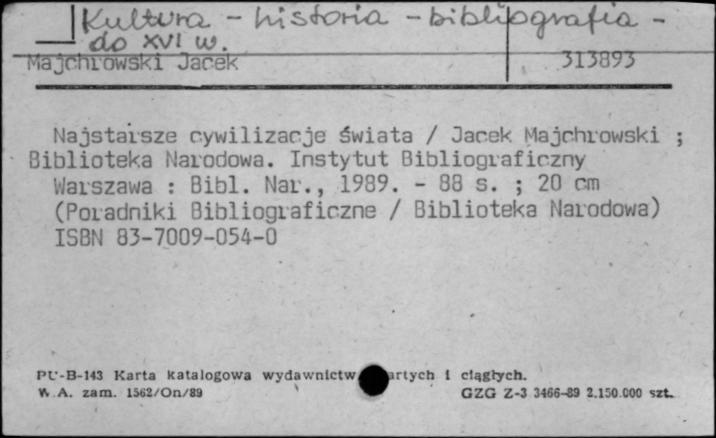 Kultura - historia - bibliografia -
do XVI w.
Majchrowski Jacek 313893
Najstarsze cywilizacje świata / Jacek Majchrowski ;
Biblioteka Narodowa. Instytut Bibliograficzny
Warszawa : Bibl. Nar., 1989. - 88 s. ; 20 cm
(Poradniki Bibliograficzne / Biblioteka Narodowa)
ISBN 83-7009-054-0
PU-B-143 Karta katalogowa wydawnictw artych i ciągłych.
W.A. zam. 1562/On/89 GZG Z-3 3466-89 2.150.000 szt.